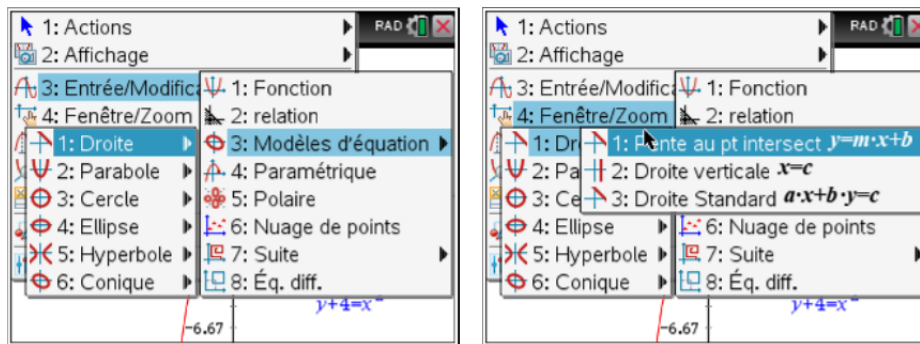 1: Actions
RAD
2: Affichage
3: Entrée/Modific
4: Fenêtre/Zoom
1: Fonction
2: relation
3: Modèles d'équation
4: Paramétrique
5: Polaire
6: Nuage de points
7: Suite
8: Éq. diff.
1: Droite
2: Parabole
3: Cercle
4: Ellipse
5: Hyperbole
6: Conique
-6.67
1: Actions
RAD
2: Affichage
3: Entrée/Modific
4: Fenêtre/Zoom
1: Fonction
2: relation
1: Dr
2: Pa
3: Ce
4: Ellipse
5: Hyperbole
6: Conique
1: Pente au pt intersect y=m·x+b
2: Droite verticale x=c
3: Droite Standard a·x+b·y=c
6: Nuage de points
7: Suite
8: Éq. diff.
-6.67